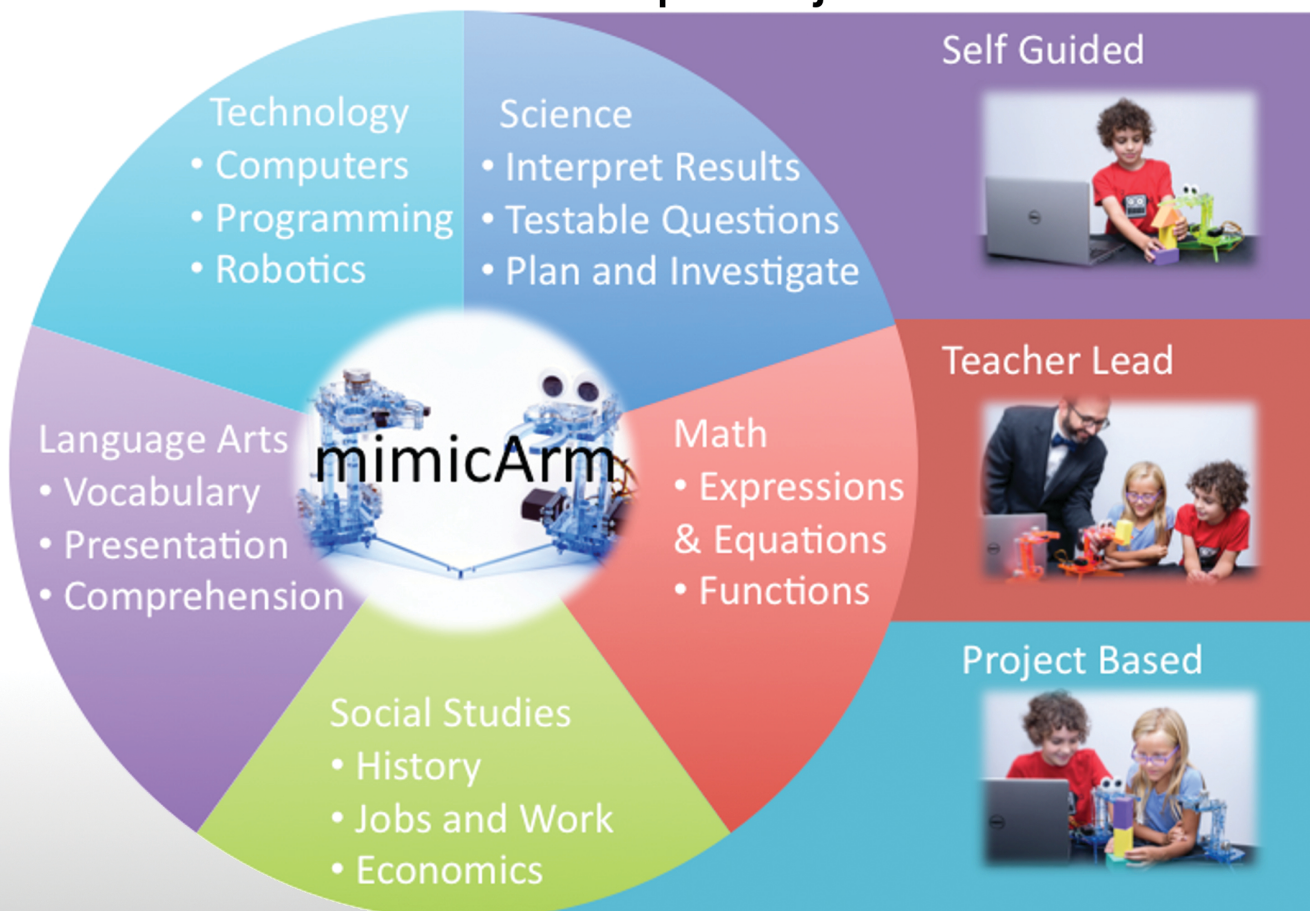 Technology
• Computers
• Programming
• Robotics
Science
• Interpret Results
• Testable Questions
• Plan and Investigate
Language Arts
• Vocabulary
• Presentation
• Comprehension
mimicArm
Math
• Expressions
& Equations
• Functions
Social Studies
• History
• Jobs and Work
• Economics
Self Guided
Teacher Lead
Project Based